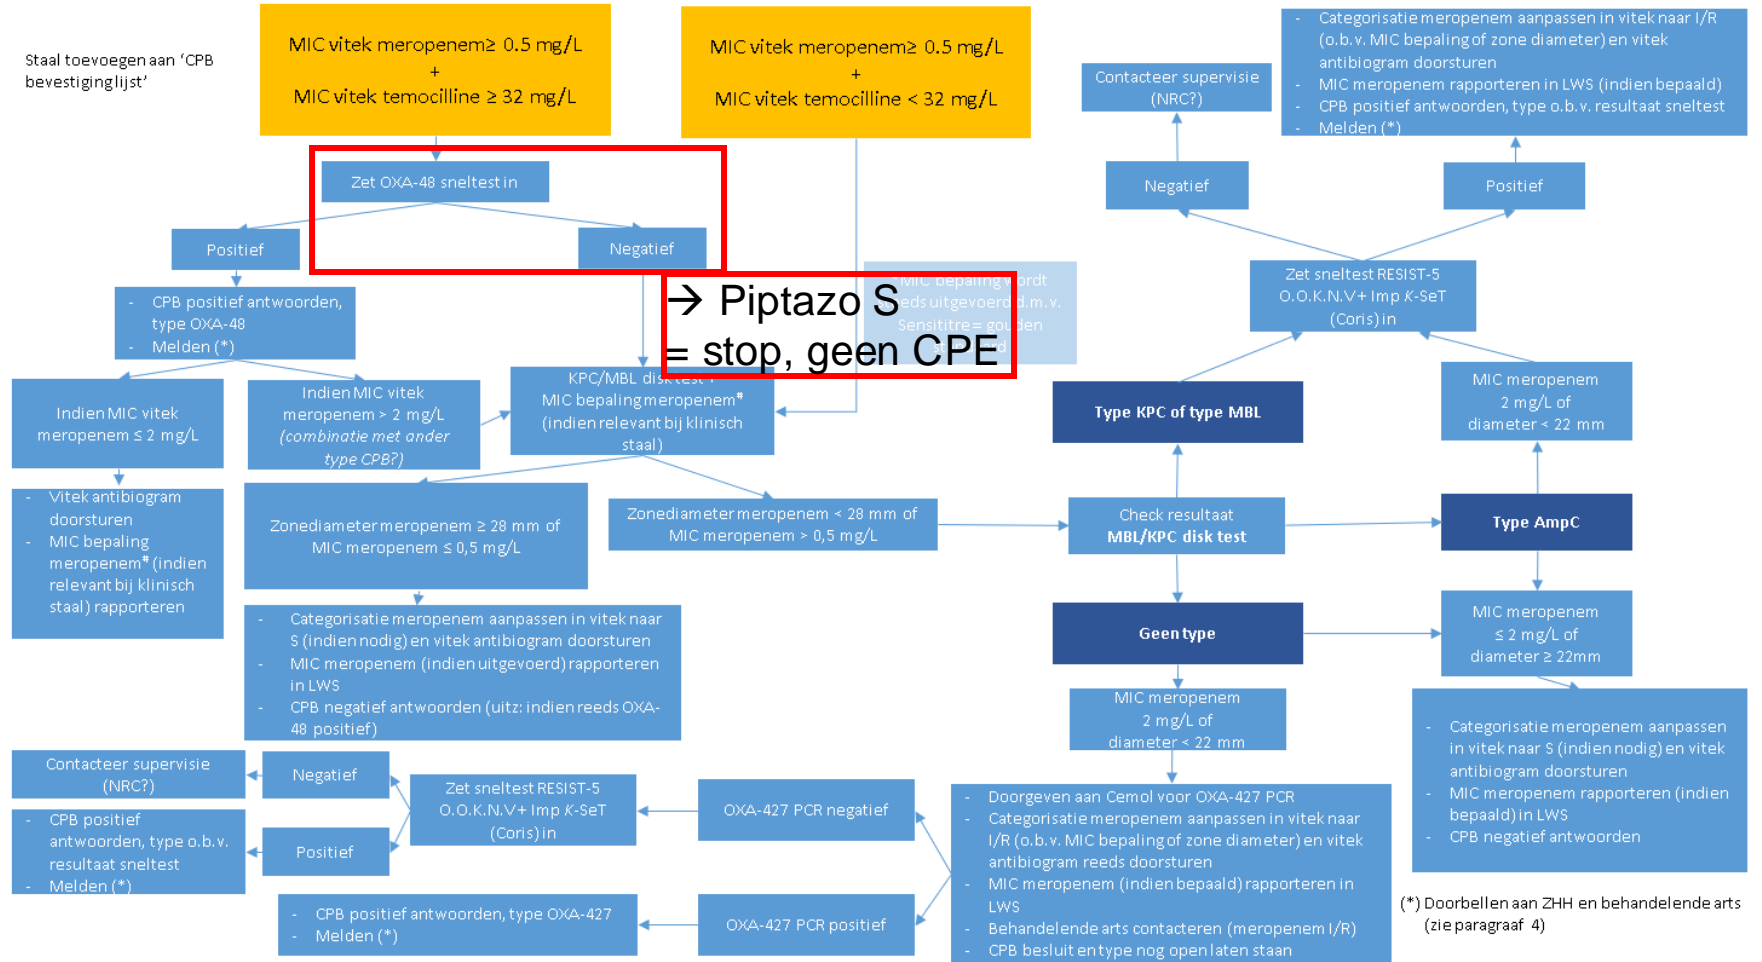 Staal toevoegen aan ‘CPB
bevestiging lijst’
MIC vitek meropenem≥ 0.5 mg/L
+
MIC vitek temocilline ≥ 32 mg/L
MIC vitek meropenem≥ 0.5 mg/L
+
MIC vitek temocilline < 32 mg/L
Zet OXA-48 sneltest in
Positief
Negatief
- CPB positief antwoorden,
type OXA-48
- Melden (*)
Indien MIC vitek
meropenem ≤ 2 mg/L
Indien MIC vitek
meropenem > 2 mg/L
(combinatie met ander
type CPB?)
- Vitek antibiogram
doorsturen
- MIC bepaling
meropenem# (indien
relevant bij klinisch
staal) rapporteren
→ Piptazo S
= stop, geen CPE
MIC bepaling wordt
uitgevoerd d.m.v.
Sensititre = gouden
KPC/MBL disk test +
MIC bepaling meropenem#
(indien relevant bij klinisch
staal)
Zonediameter meropenem ≥ 28 mm of
MIC meropenem ≤ 0,5 mg/L
Zonediameter meropenem < 28 mm of
MIC meropenem > 0,5 mg/L
- Categorisatie meropenem aanpassen in vitek naar
S (indien nodig) en vitek antibiogram doorsturen
- MIC meropenem (indien uitgevoerd) rapporteren
in LWS
- CPB negatief antwoorden (uitz: indien reeds OXA-
48 positief)
Check resultaat
MBL/KPC disk test
Type KPC of type MBL
Zet sneltest RESIST-5
O.O.K.N.V + Imp K-SeT
(Coris) in
Negatief
Contacteer supervisie
(NRC?)
Positief
- Categorisatie meropenem aanpassen in vitek naar I/R
(o.b.v. MIC bepaling of zone diameter) en vitek
antibiogram doorsturen
- MIC meropenem rapporteren in LWS (indien bepaald)
- CPB positief antwoorden, type o.b.v. resultaat sneltest
- Melden (*)
MIC meropenem
2 mg/L of
diameter < 22 mm
Type AmpC
Geen type
MIC meropenem
≤ 2 mg/L of
diameter ≥ 22mm
- Categorisatie meropenem aanpassen
in vitek naar S (indien nodig) en vitek
antibiogram doorsturen
- MIC meropenem rapporteren (indien
bepaald) in LWS
- CPB negatief antwoorden
MIC meropenem
2 mg/L of
diameter < 22 mm
- Doorgeven aan Cemol voor OXA-427 PCR
- Categorisatie meropenem aanpassen in vitek naar
I/R (o.b.v. MIC bepaling of zone diameter) en vitek
antibiogram reeds doorsturen
- MIC meropenem (indien bepaald) rapporteren in
LWS
- Behandelende arts contacteren (meropenem I/R)
- CPB besluit en type nog open laten staan
OXA-427 PCR negatief
Zet sneltest RESIST-5
O.O.K.N.V + Imp K-SeT
(Coris) in
Negatief
Contacteer supervisie
(NRC?)
Positief
- CPB positief
antwoorden, type o.b.v.
resultaat sneltest
- Melden (*)
OXA-427 PCR positief
- CPB positief antwoorden, type OXA-427
- Melden (*)
(*) Doorbellen aan ZHH en behandelende arts
(zie paragraaf 4)